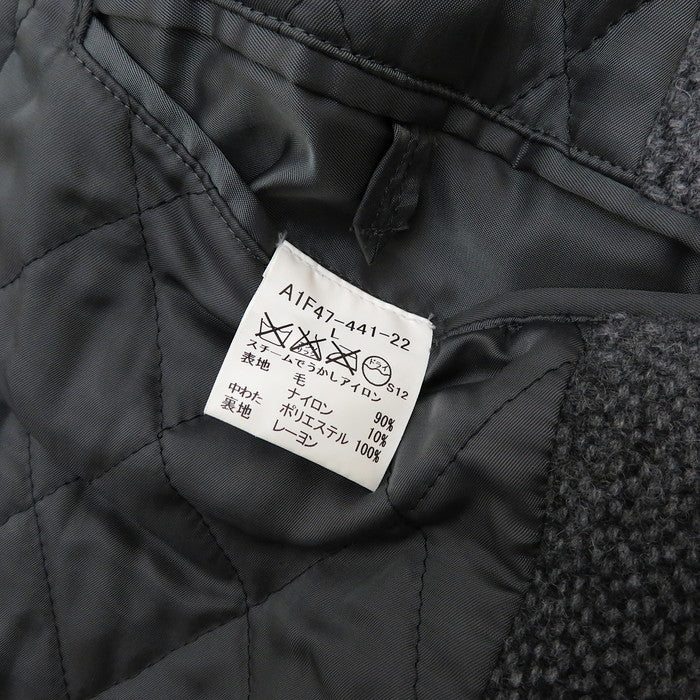 A1F47-441-22
L
ドライ
S12
スチームでうかしアイロン
表地 毛 90%
ナイロン 10%
中わた ポリエステル 100%
裏地 レーヨン